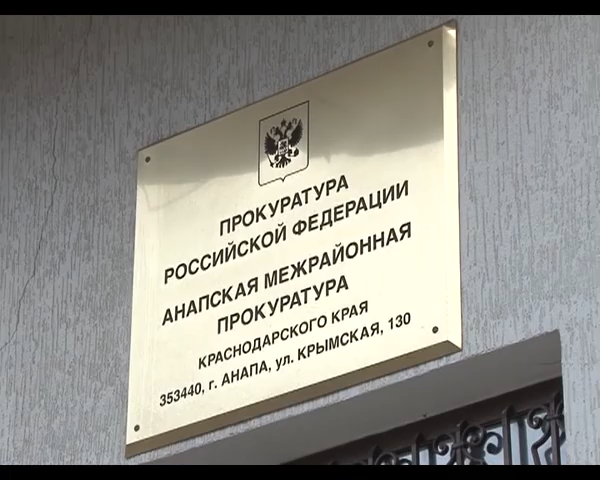 ПРОКУРАТУРА
РОССИЙСКОЙ ФЕДЕРАЦИИ
АНАПСКАЯ МЕЖРАЙОННАЯ
ПРОКУРАТУРА
КРАСНОДАРСКОГО КРАЯ
353440, г. АНАПА, ул. КРЫМСКАЯ, 130